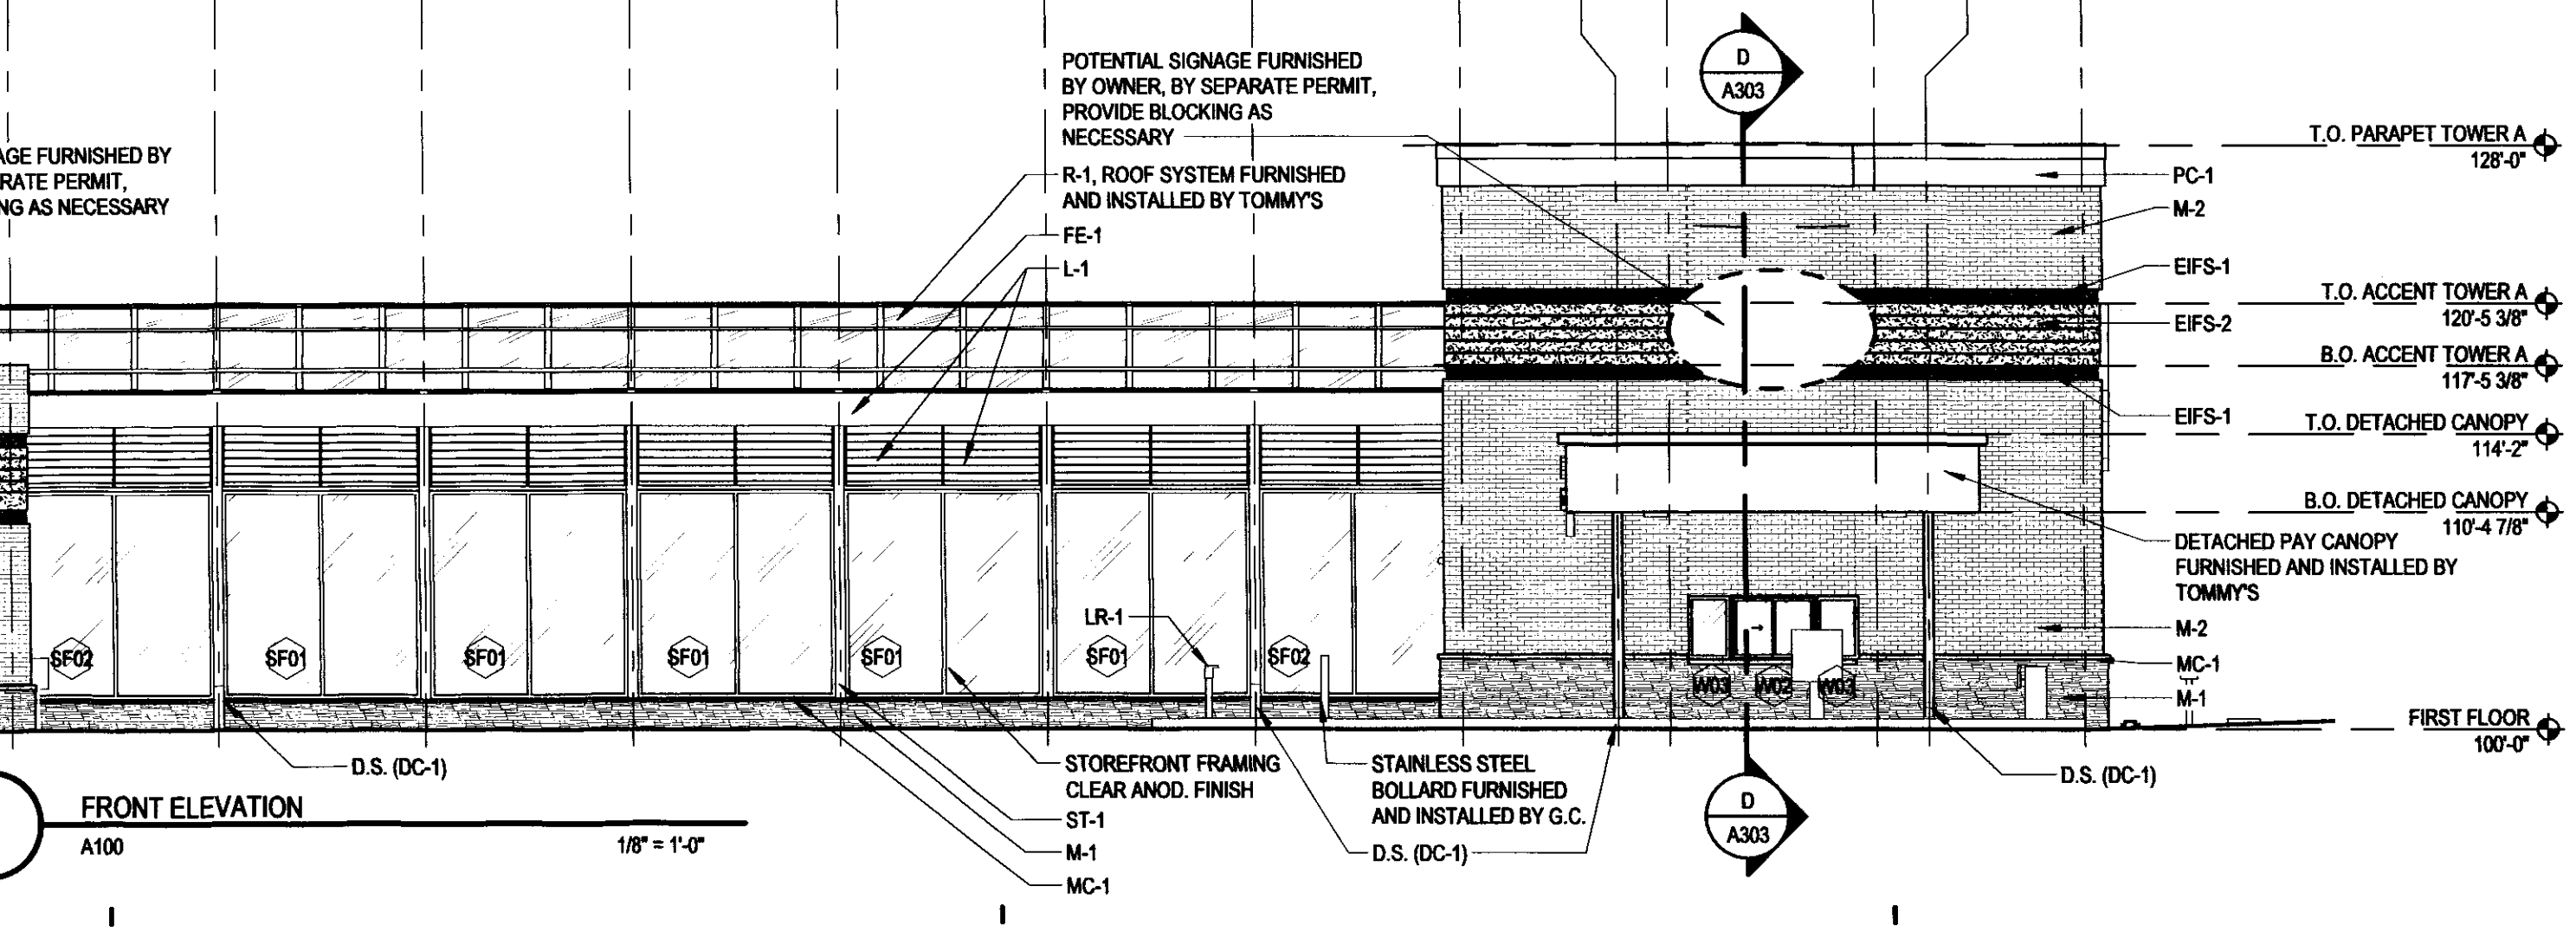 AGE FURNISHED BY
RATE PERMIT,
NG AS NECESSARY
POTENTIAL SIGNAGE FURNISHED
BY OWNER, BY SEPARATE PERMIT,
PROVIDE BLOCKING AS
NECESSARY
R-1, ROOF SYSTEM FURNISHED
AND INSTALLED BY TOMMY'S
FE-1
L-1
D
A303
T.O. PARAPET TOWER A
128'-0"
PC-1
M-2
EIFS-1
T.O. ACCENT TOWER A
120'-5 3/8"
EIFS-2
B.O. ACCENT TOWER A
117'-5 3/8"
EIFS-1
T.O. DETACHED CANOPY
114'-2"
B.O. DETACHED CANOPY
110'-4 7/8"
DETACHED PAY CANOPY
FURNISHED AND INSTALLED BY
TOMMY'S
M-2
MC-1
M-1
FIRST FLOOR
100'-0"
LR-1
SF02
SF01
SF01
SF01
SF01
SF01
SF02
W03
W02
W03
D.S. (DC-1)
STOREFRONT FRAMING
CLEAR ANOD. FINISH
ST-1
M-1
MC-1
STAINLESS STEEL
BOLLARD FURNISHED
AND INSTALLED BY G.C.
D.S. (DC-1)
D
A303
D.S. (DC-1)
FRONT ELEVATION
A100
1/8" = 1'-0"